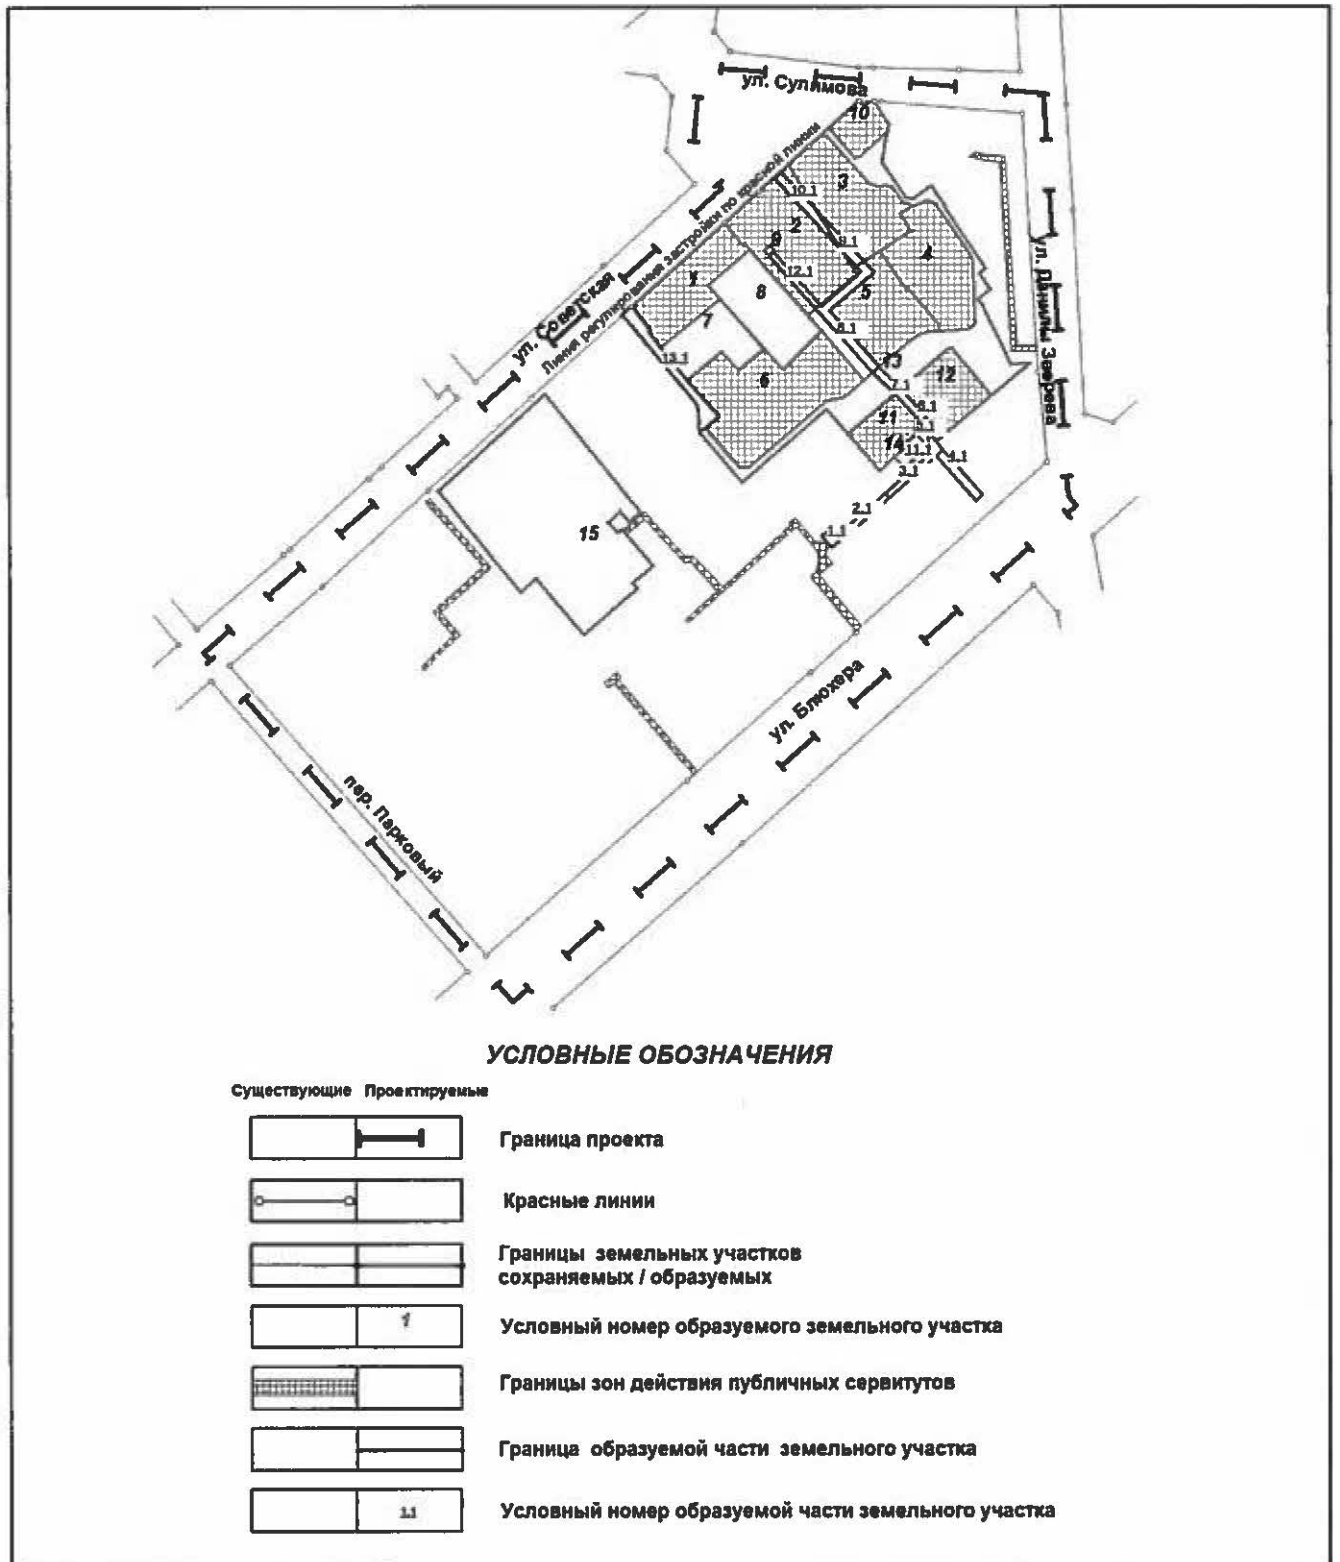 ул. Сулимова
10
Линия регулирования застройки по красной линии
3
10.1
2
9
9.1
4
ул. Данилы Зверева
1
12.1
8
5
ул. Советская
7
8.1
13.1
13
6
7.1
12
6.1
11
5.1
14
11.1
4.1
3.1
2.1
15
1.1
ул. Блюхера
пер. Парковый
УСЛОВНЫЕ ОБОЗНАЧЕНИЯ
Существующие Проектируемые
Граница проекта
Красные линии
Границы земельных участков
сохраняемых / образуемых
1
Условный номер образуемого земельного участка
Границы зон действия публичных сервитутов
Граница образуемой части земельного участка
1.1
Условный номер образуемой части земельного участка